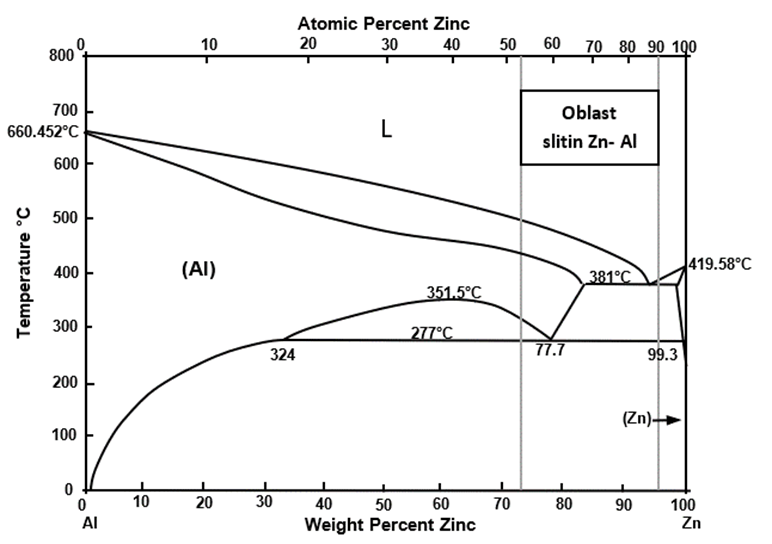 Atomic Percent Zinc
0 10 20 30 40 50 60 70 80 90 100
800
700
660.452°C
600
500
400
300
200
100
0
Temperature °C
L
Oblast
slitin Zn- Al
(Al)
381°C
419.58°C
351.5°C
277°C
324
77.7
99.3
(Zn)
0 10 20 30 40 50 60 70 80 90 100
Al
Weight Percent Zinc
Zn